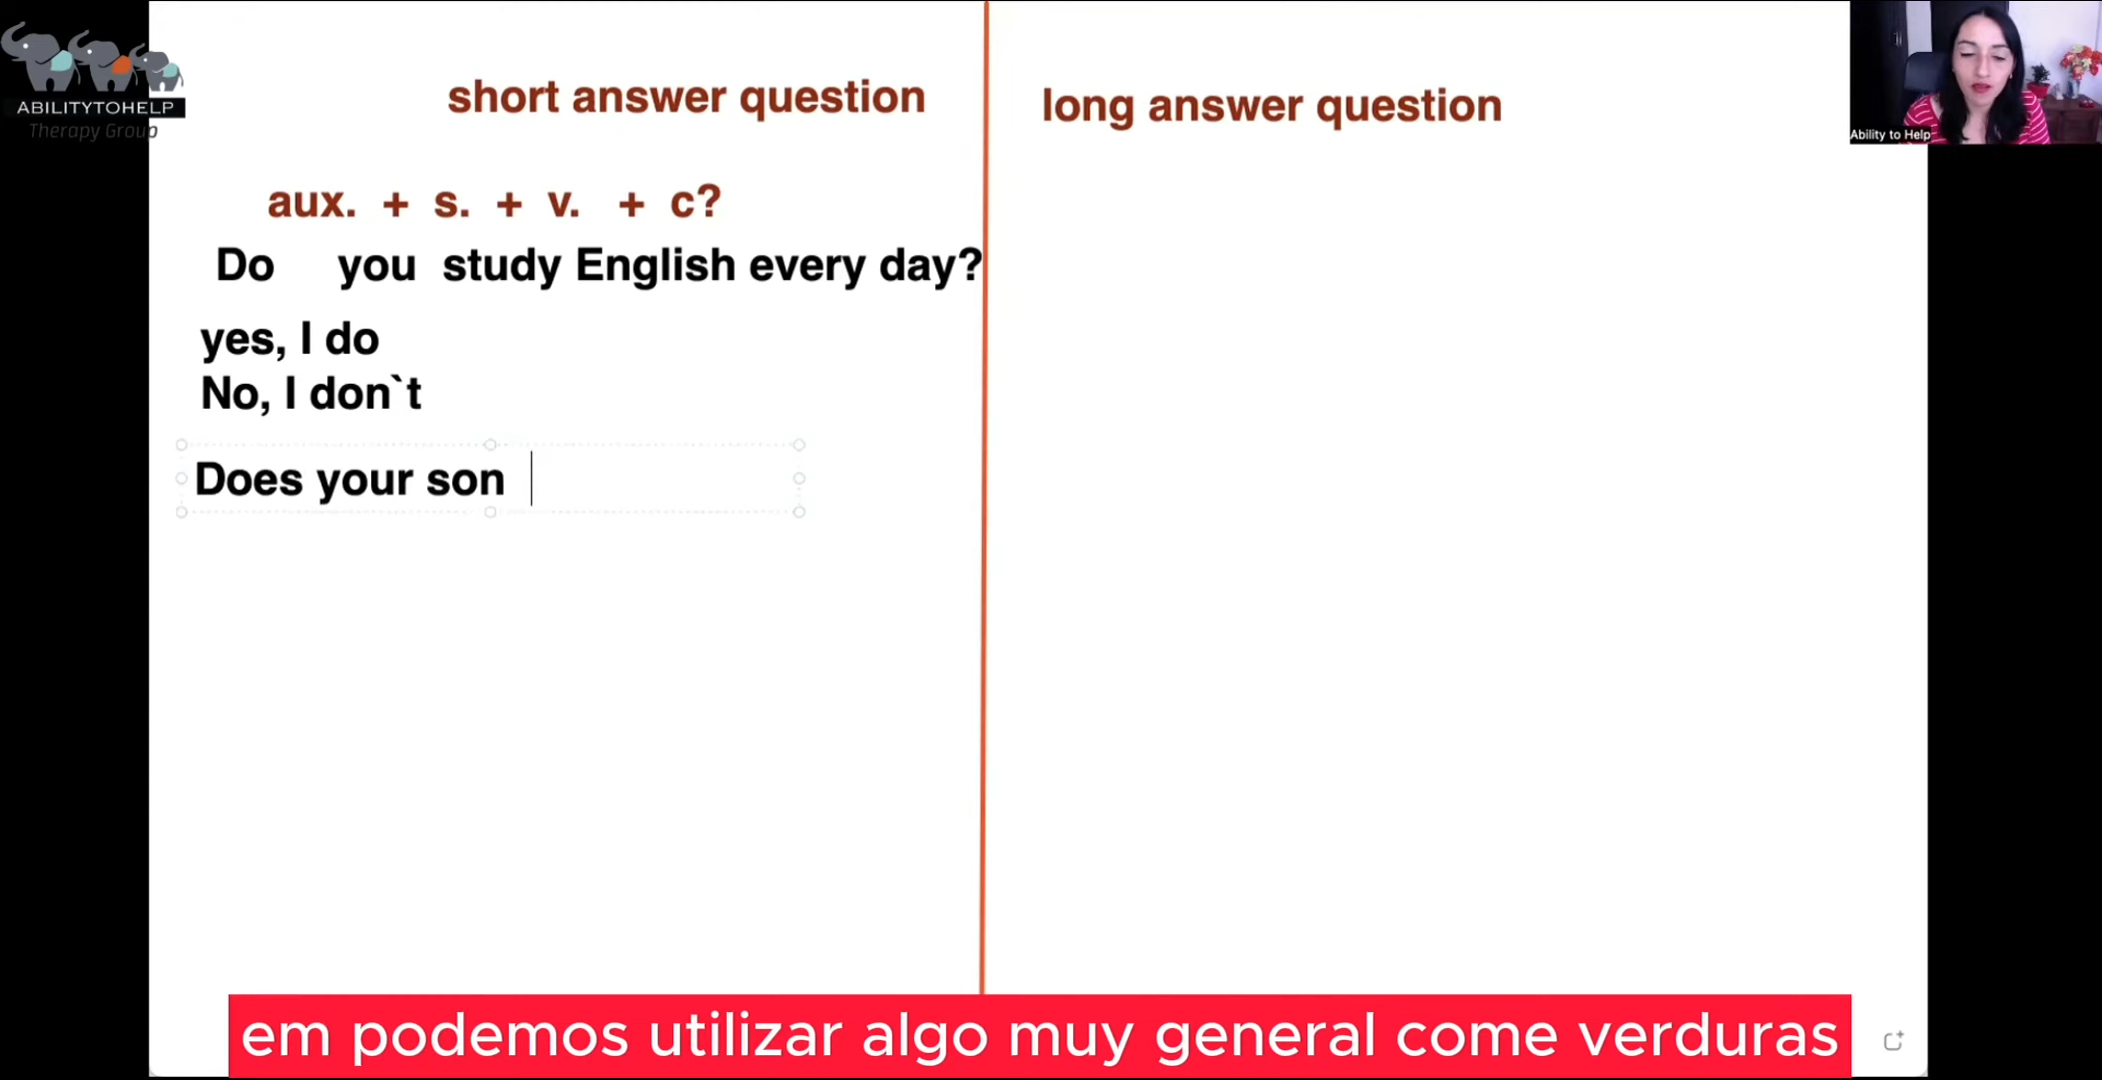 ABILITYTOHELP
Therapy Group
short answer question
long answer question
Ability to Help
aux. + s. + v. + c?
Do you study English every day?
yes, I do
No, I don`t
Does your son
em podemos utilizar algo muy general come verduras